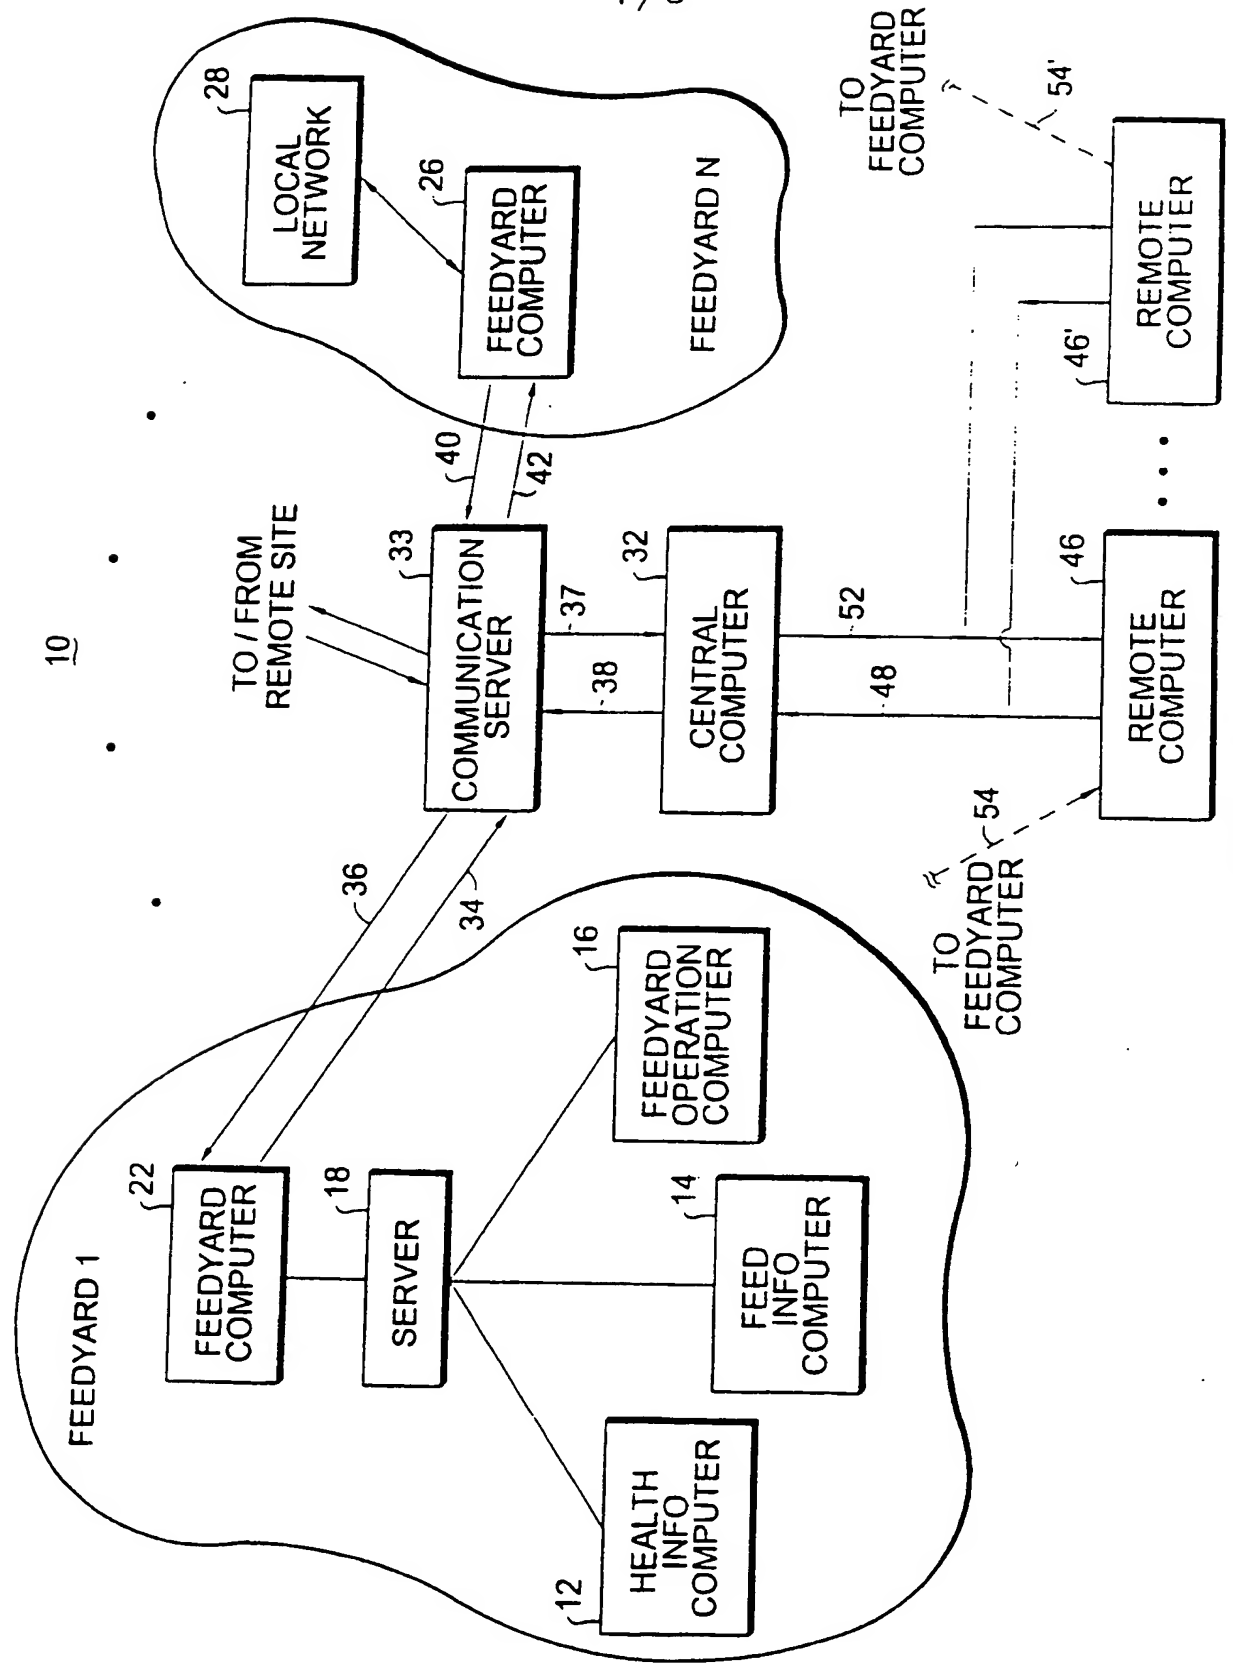 10
FEEDYARD 1
22
FEEDYARD
COMPUTER
18
SERVER
12
HEALTH
INFO
COMPUTER
14
FEED
INFO
COMPUTER
16
FEEDYARD
OPERATION
COMPUTER
36
34
TO / FROM
REMOTE SITE
33
COMMUNICATION
SERVER
38
37
32
CENTRAL
COMPUTER
48
52
40
42
28
LOCAL
NETWORK
26
FEEDYARD
COMPUTER
FEEDYARD N
TO
FEEDYARD
COMPUTER
54
46
REMOTE
COMPUTER
46'
REMOTE
COMPUTER
TO
FEEDYARD
COMPUTER
54'